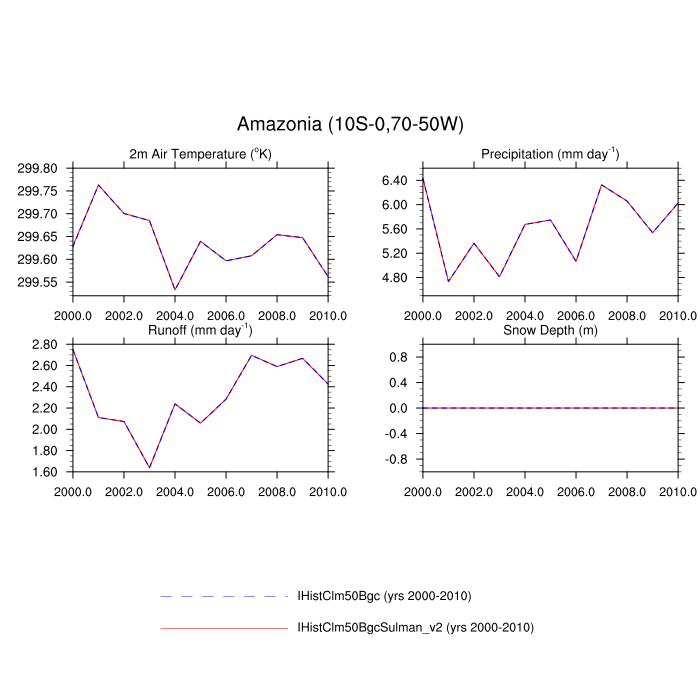 Amazonia (10S-0,70-50W)
2m Air Temperature (°K)
299.80
299.75
299.70
299.65
299.60
299.55
2000.0 2002.0 2004.0 2006.0 2008.0 2010.0
Precipitation (mm day-1)
6.40
6.00
5.60
5.20
4.80
2000.0 2002.0 2004.0 2006.0 2008.0 2010.0
Runoff (mm day-1)
2.80
2.60
2.40
2.20
2.00
1.80
1.60
2000.0 2002.0 2004.0 2006.0 2008.0 2010.0
Snow Depth (m)
0.8
0.4
0.0
-0.4
-0.8
2000.0 2002.0 2004.0 2006.0 2008.0 2010.0
IHistClm50Bgc (yrs 2000-2010)
IHistClm50BgcSulman_v2 (yrs 2000-2010)